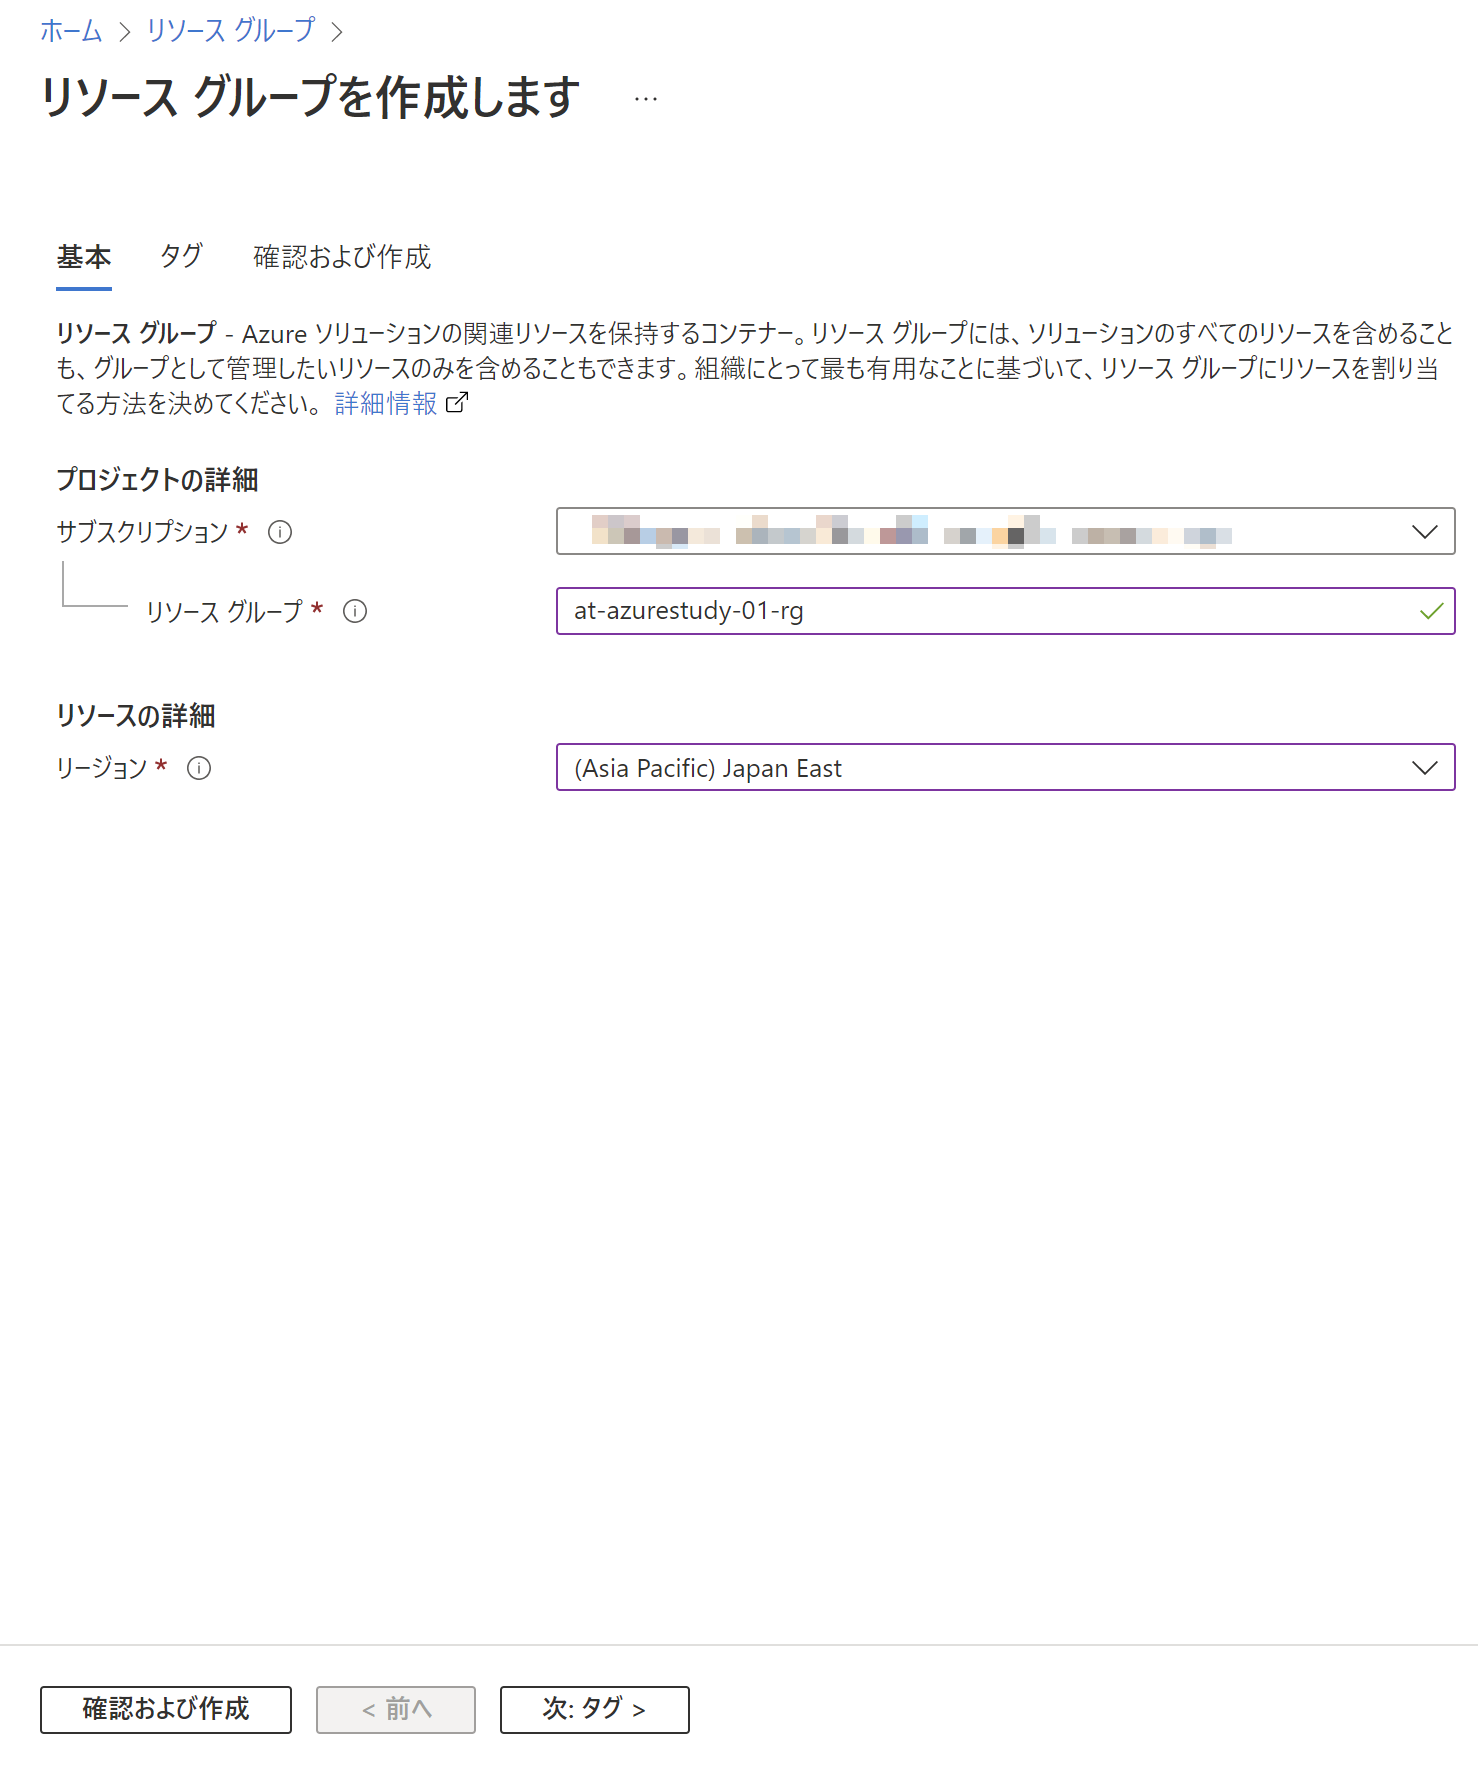 ホーム > リソース グループ >
リソース グループを作成します ...
基本 タグ 確認および作成
リソース グループ - Azure ソリューションの関連リソースを保持するコンテナー。リソース グループには、ソリューションのすべてのリソースを含めること
も、グループとして管理したいリソースのみを含めることもできます。組織にとって最も有用なことに基づいて、リソース グループにリソースを割り当
てる方法を決めてください。 詳細情報
プロジェクトの詳細
サブスクリプション *
リソース グループ * at-azurestudy-01-rg
リソースの詳細
リージョン * (Asia Pacific) Japan East
確認および作成 < 前へ 次: タグ >